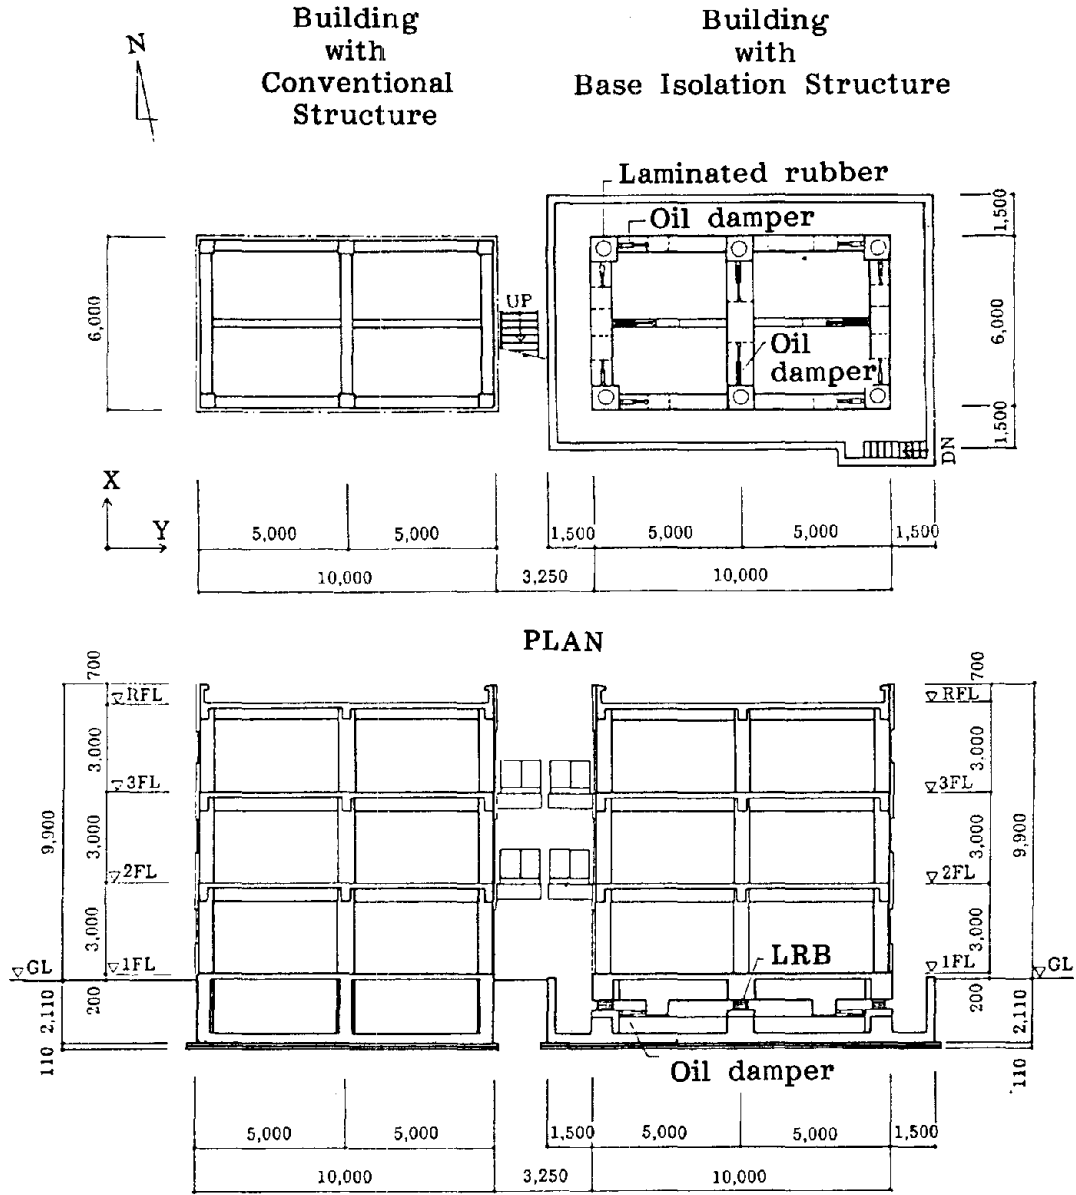 Building
with
Conventional
Structure
Building
with
Base Isolation Structure
N
Laminated rubber
Oil damper
1,500
6,000
UP
6,000
Oil
damper
1,500
DN
X
Y
5,000 5,000 1,500 5,000 5,000 1,500
10,000 3,250 10,000
PLAN
700 700
RFL RFL
3,000 3,000
3FL 3FL
9,900 3,000 3,000 9,900
2FL 2FL
3,000 3,000
LRB
GL 1FL 1FL GL
200 200
2,110 2,110
110 110
Oil damper
5,000 5,000 1,500 5,000 5,000 1,500
10,000 3,250 10,000